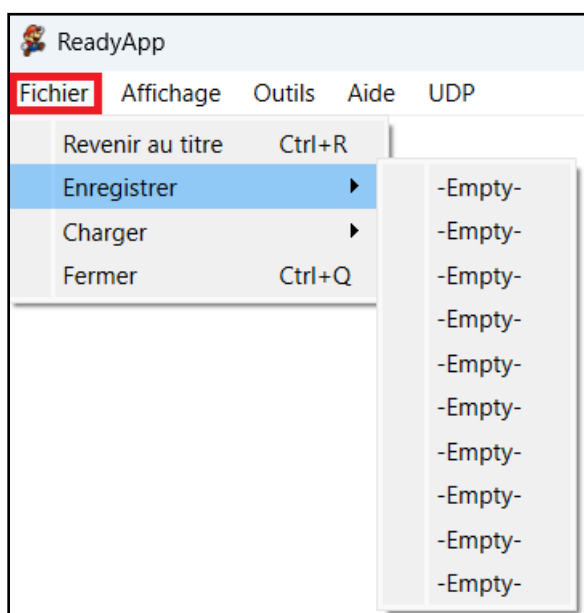 ReadyApp
Fichier Affichage Outils Aide UDP
Revenir au titre Ctrl+R
Enregistrer
Charger
Fermer Ctrl+Q
-Empty-
-Empty-
-Empty-
-Empty-
-Empty-
-Empty-
-Empty-
-Empty-
-Empty-
-Empty-